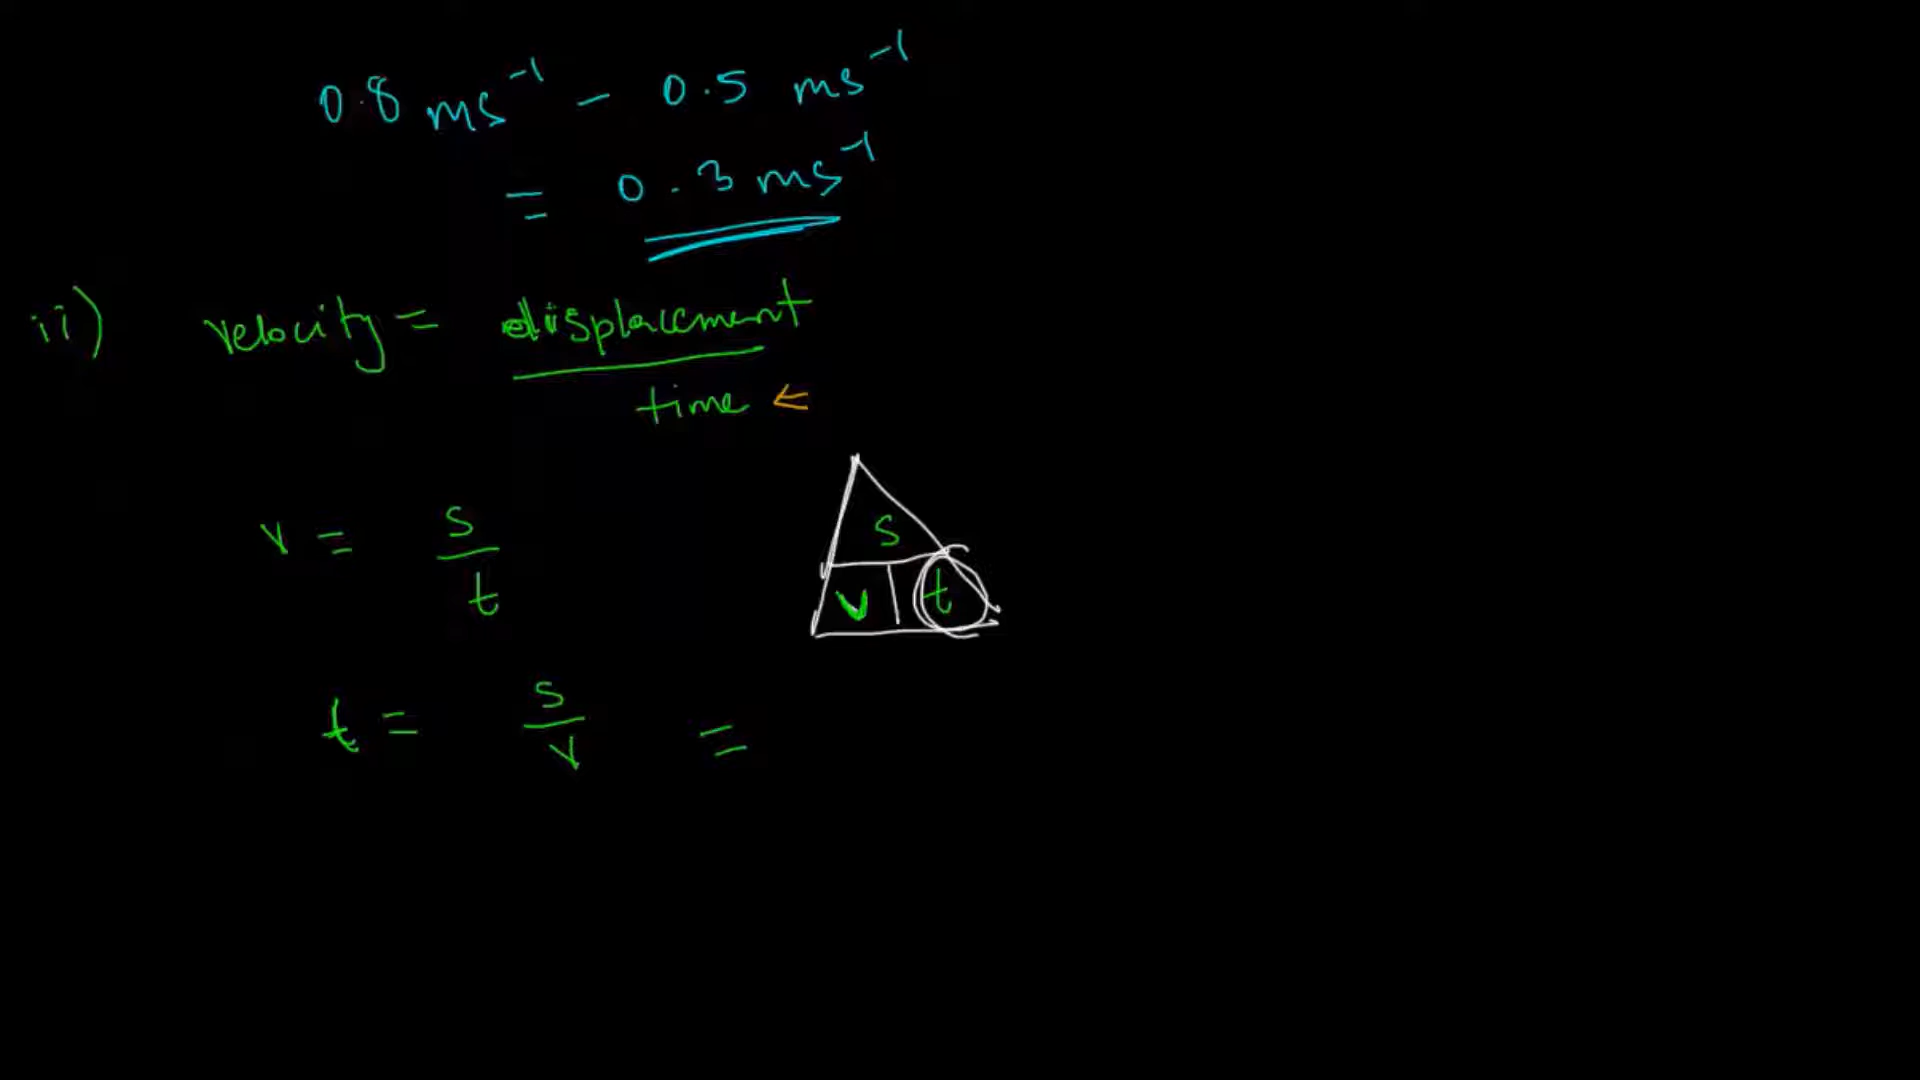 0.8 ms⁻¹ - 0.5 ms⁻¹
= 0.3 ms⁻¹
ii) velocity = displacement
time ←
v = s
t
s
v t
t = s =
v